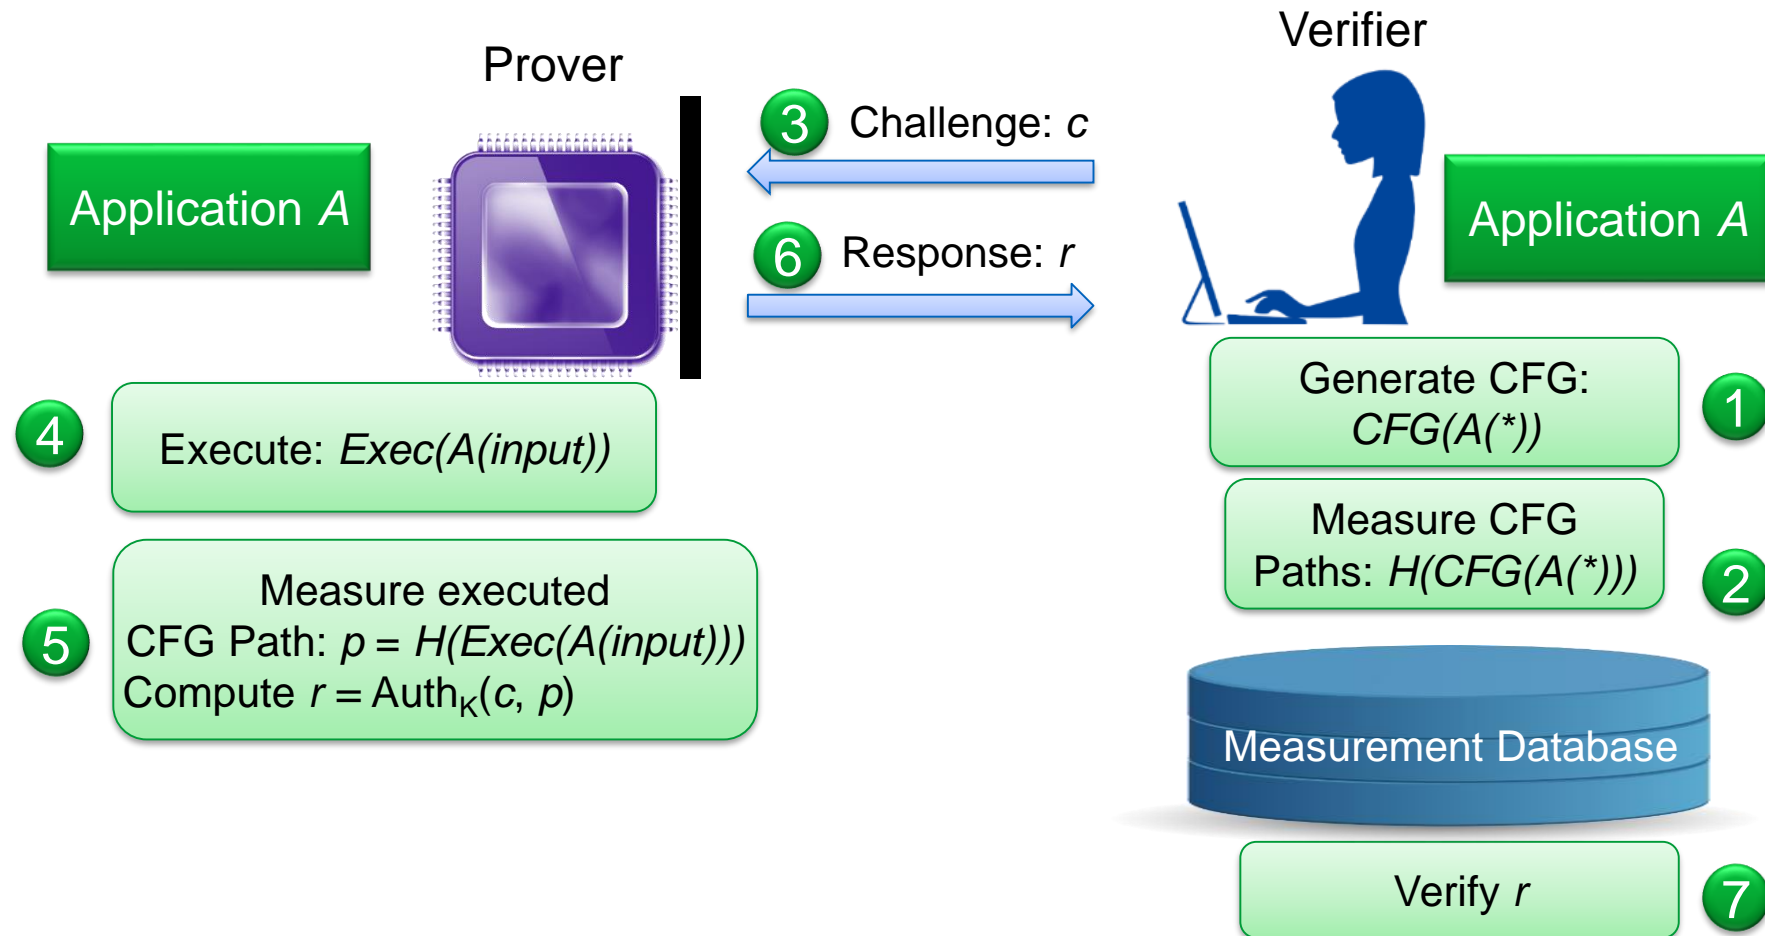 Prover
Verifier
3
Challenge: c
Application A
Application A
6
Response: r
4
Execute: Exec(A(input))
Generate CFG:
CFG(A(*))
1
Measure CFG
Paths: H(CFG(A(*)))
2
5
Measure executed
CFG Path: p = H(Exec(A(input)))
Compute r = AuthK(c, p)
Measurement Database
Verify r
7